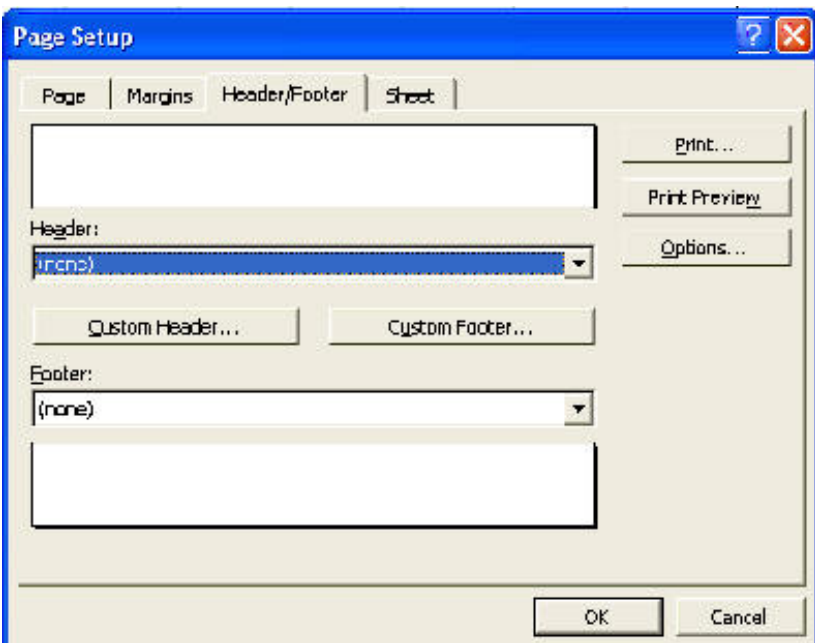 Page Setup
Page Margins Header/Footer Sheet
Print...
Print Preview
Header:
Options...
(none)
Custom Header... Custom Footer...
Footer:
(none)
OK Cancel